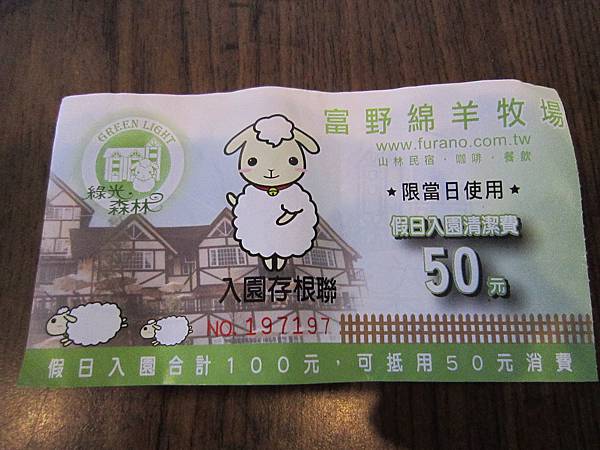 GREEN LIGHT
綠光‧
森林
富野綿羊牧場
www.furano.com.tw
山林民宿‧咖啡‧餐飲
★限當日使用★
假日入園清潔費
50元
入園存根聯
NO. 197197
假日入園合計100元，可抵用50元消費